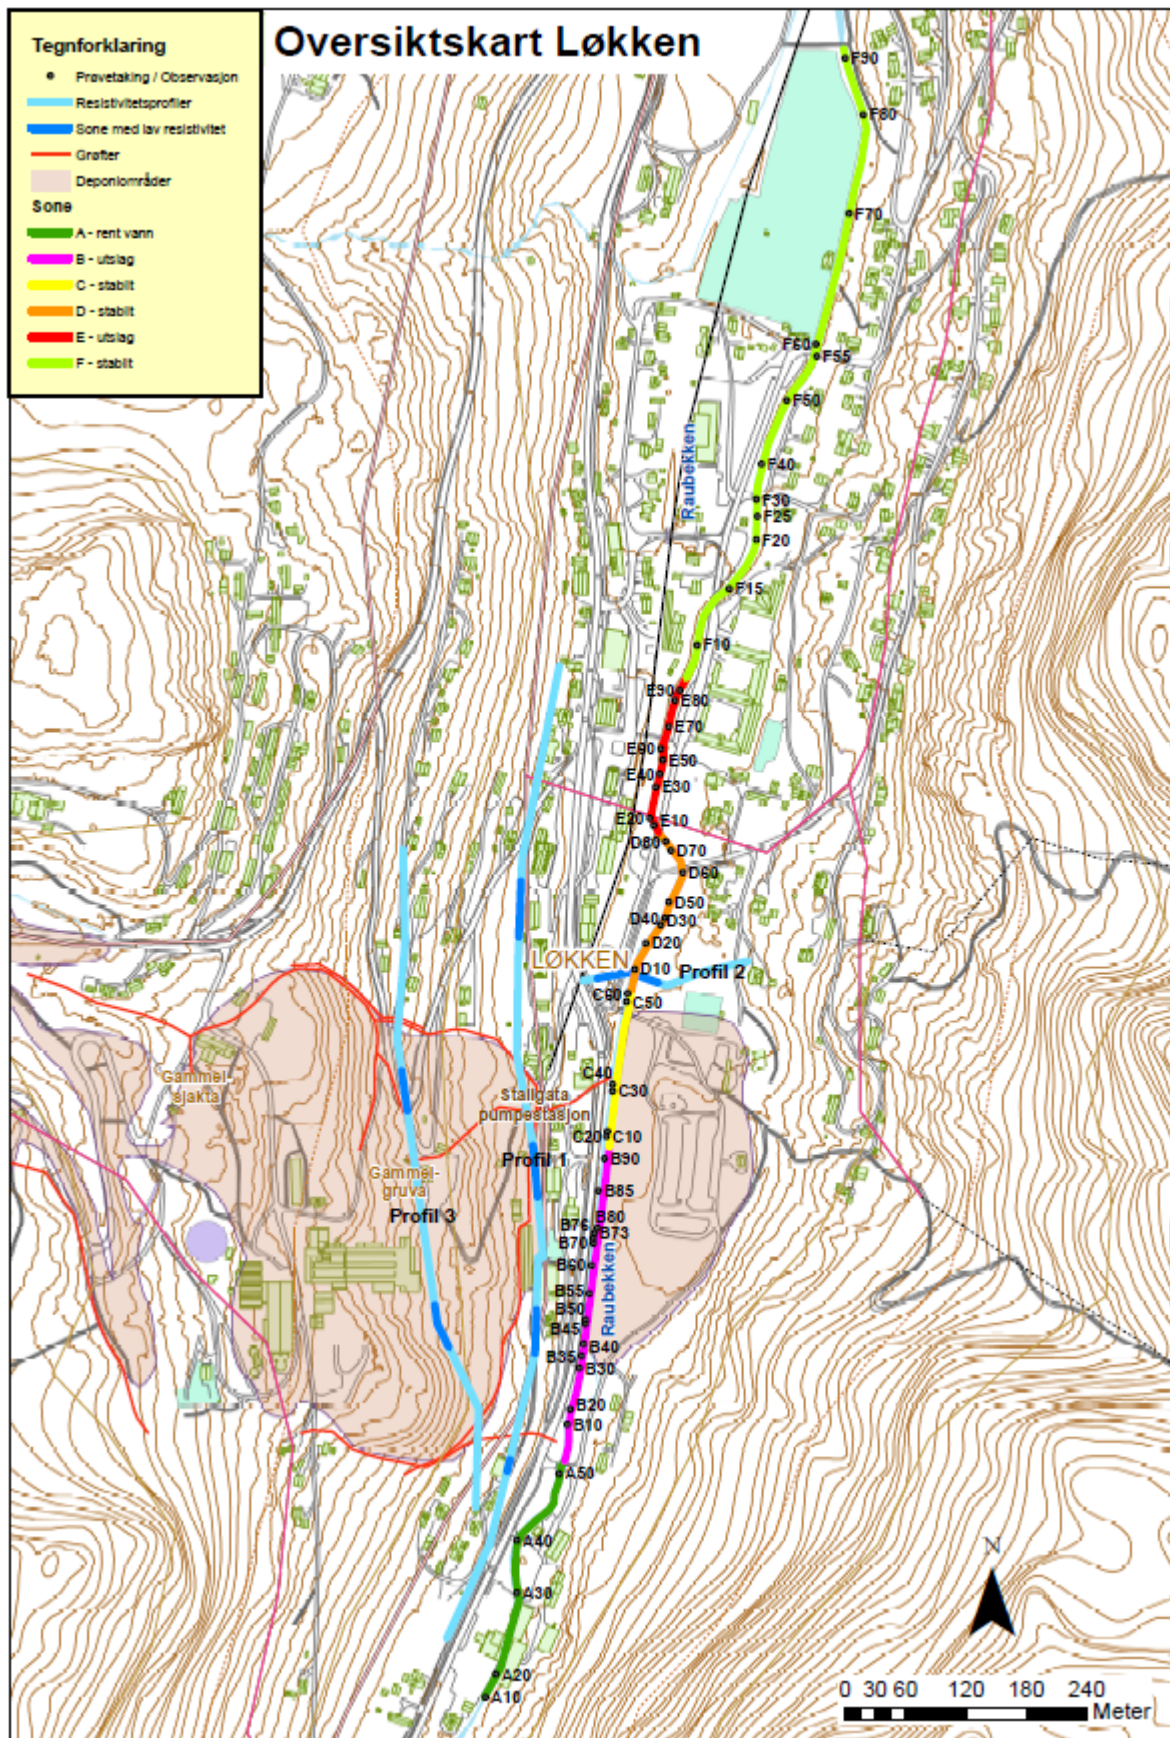 Oversiktskart Løkken
Tegnforklaring
Prøvetaking / Observasjon
Resistivitetsprofiler
Sone med lav resistivitet
Grøfter
Deponiområder
Sone
A - rent vann
B - utslag
C - stabilt
D - stabilt
E - utslag
F - stabilt
F90
F80
F70
F60
F55
F50
F40
Raubekken
F30
F25
F20
F15
F10
E90
E80
E70
E60
E50
E40
E30
E20
E10
D80
D70
D60
D50
D40
D30
D20
LØKKEN
D10
Profil 2
C60
C50
C40
C30
Gammel-
sjakta
Stallgata
pumpestasjon
C20
C10
Profil 1
B90
Gammel-
gruva
B85
Profil 3
B80
B76
B73
B70
B60
Raubekken
B55
B50
B45
B40
B35
B30
B20
B10
A50
A40
N
A30
A20
A10
0 30 60 120 180 240
Meter